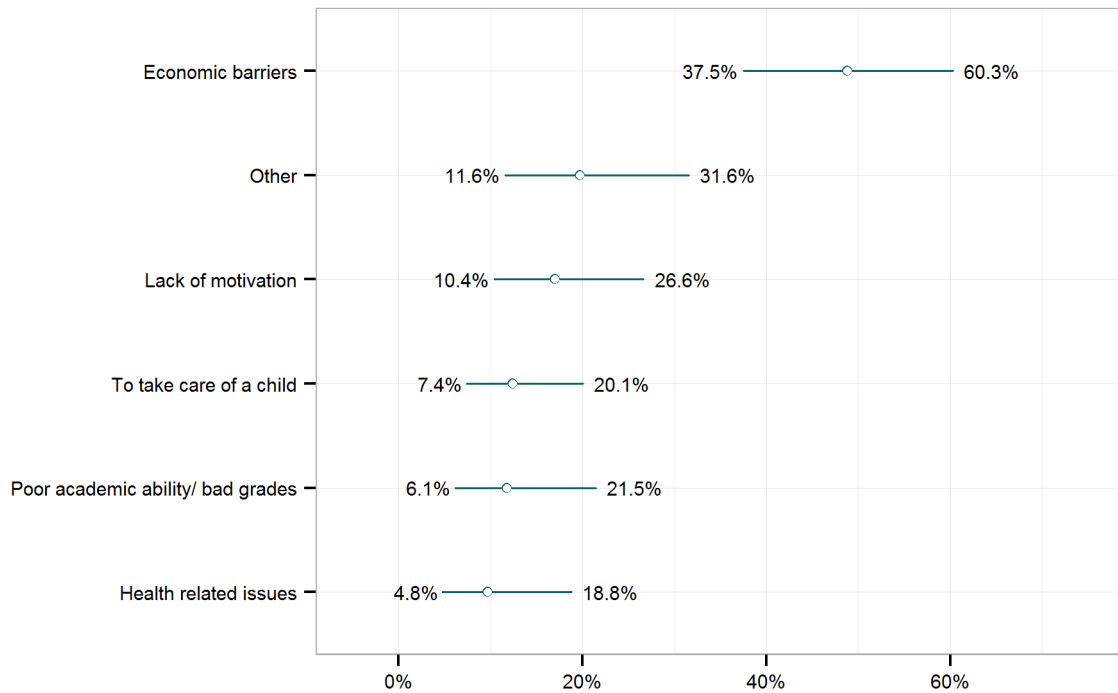 Economic barriers 37.5% 60.3%
Other 11.6% 31.6%
Lack of motivation 10.4% 26.6%
To take care of a child 7.4% 20.1%
Poor academic ability/ bad grades 6.1% 21.5%
Health related issues 4.8% 18.8%
0% 20% 40% 60%